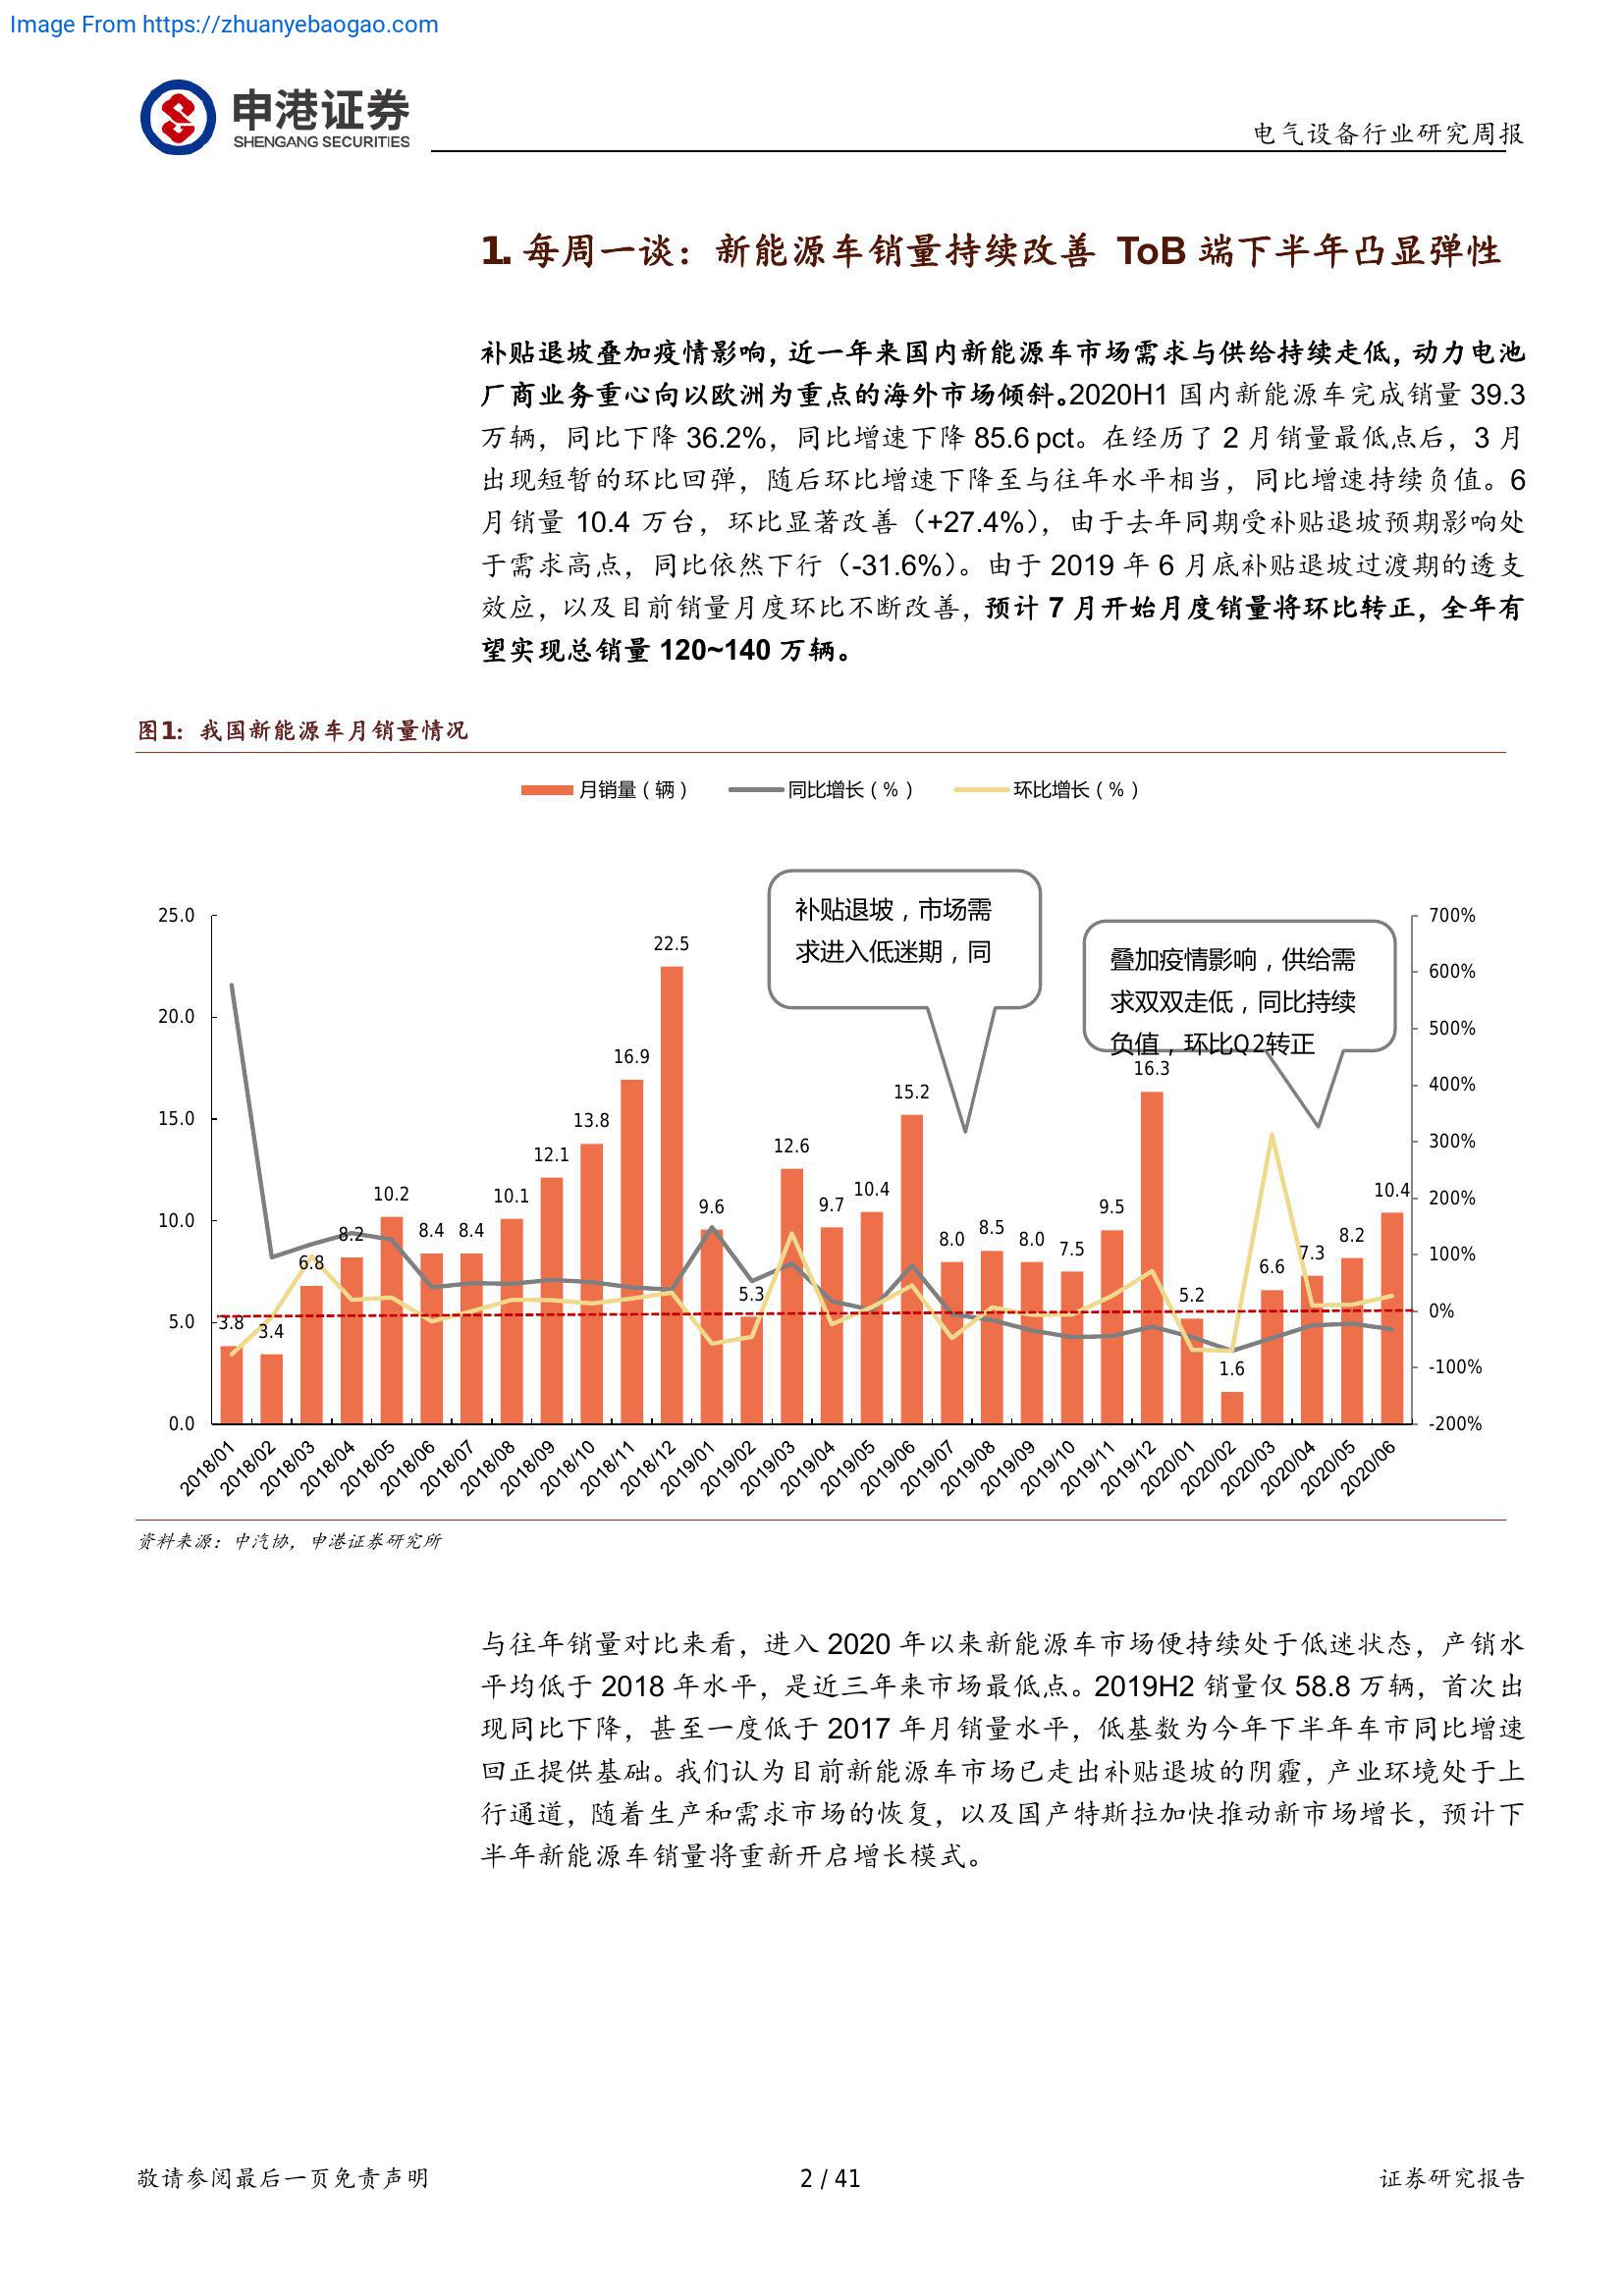 Image From https://zhuanyebaogao.com
申港证券
SHENGANG SECURITIES
电气设备行业研究周报
1. 每周一谈：新能源车销量持续改善 ToB 端下半年凸显弹性
补贴退坡叠加疫情影响，近一年来国内新能源车市场需求与供给持续走低，动力电池
厂商业务重心向以欧洲为重点的海外市场倾斜。2020H1 国内新能源车完成销量 39.3
万辆，同比下降 36.2%，同比增速下降 85.6 pct。在经历了 2 月销量最低点后，3 月
出现短暂的环比回弹，随后环比增速下降至与往年水平相当，同比增速持续负值。6
月销量 10.4 万台，环比显著改善（+27.4%），由于去年同期受补贴退坡预期影响处
于需求高点，同比依然下行（-31.6%）。由于 2019 年 6 月底补贴退坡过渡期的透支
效应，以及目前销量月度环比不断改善，预计 7 月开始月度销量将环比转正，全年有
望实现总销量 120~140 万辆。
图1：我国新能源车月销量情况
月销量（辆） 同比增长（%） 环比增长（%）
补贴退坡，市场需
求进入低迷期，同
叠加疫情影响，供给需
求双双走低，同比持续
负值，环比Q2转正
25.0
20.0
15.0
10.0
5.0
0.0
700%
600%
500%
400%
300%
200%
100%
0%
-100%
-200%
3.8 3.4 6.8 8.2 10.2 8.4 8.4 10.1 12.1 13.8 16.9 22.5 9.6 5.3 12.6 9.7 10.4 15.2 8.0 8.5 8.0 7.5 9.5 16.3 5.2 1.6 6.6 7.3 8.2 10.4
2018/01 2018/02 2018/03 2018/04 2018/05 2018/06 2018/07 2018/08 2018/09 2018/10 2018/11 2018/12 2019/01 2019/02 2019/03 2019/04 2019/05 2019/06 2019/07 2019/08 2019/09 2019/10 2019/11 2019/12 2020/01 2020/02 2020/03 2020/04 2020/05 2020/06
资料来源：中汽协，申港证券研究所
与往年销量对比来看，进入 2020 年以来新能源车市场便持续处于低迷状态，产销水
平均低于 2018 年水平，是近三年来市场最低点。2019H2 销量仅 58.8 万辆，首次出
现同比下降，甚至一度低于 2017 年月销量水平，低基数为今年下半年车市同比增速
回正提供基础。我们认为目前新能源车市场已走出补贴退坡的阴霾，产业环境处于上
行通道，随着生产和需求市场的恢复，以及国产特斯拉加快推动新市场增长，预计下
半年新能源车销量将重新开启增长模式。
敬请参阅最后一页免责声明
2 / 41
证券研究报告